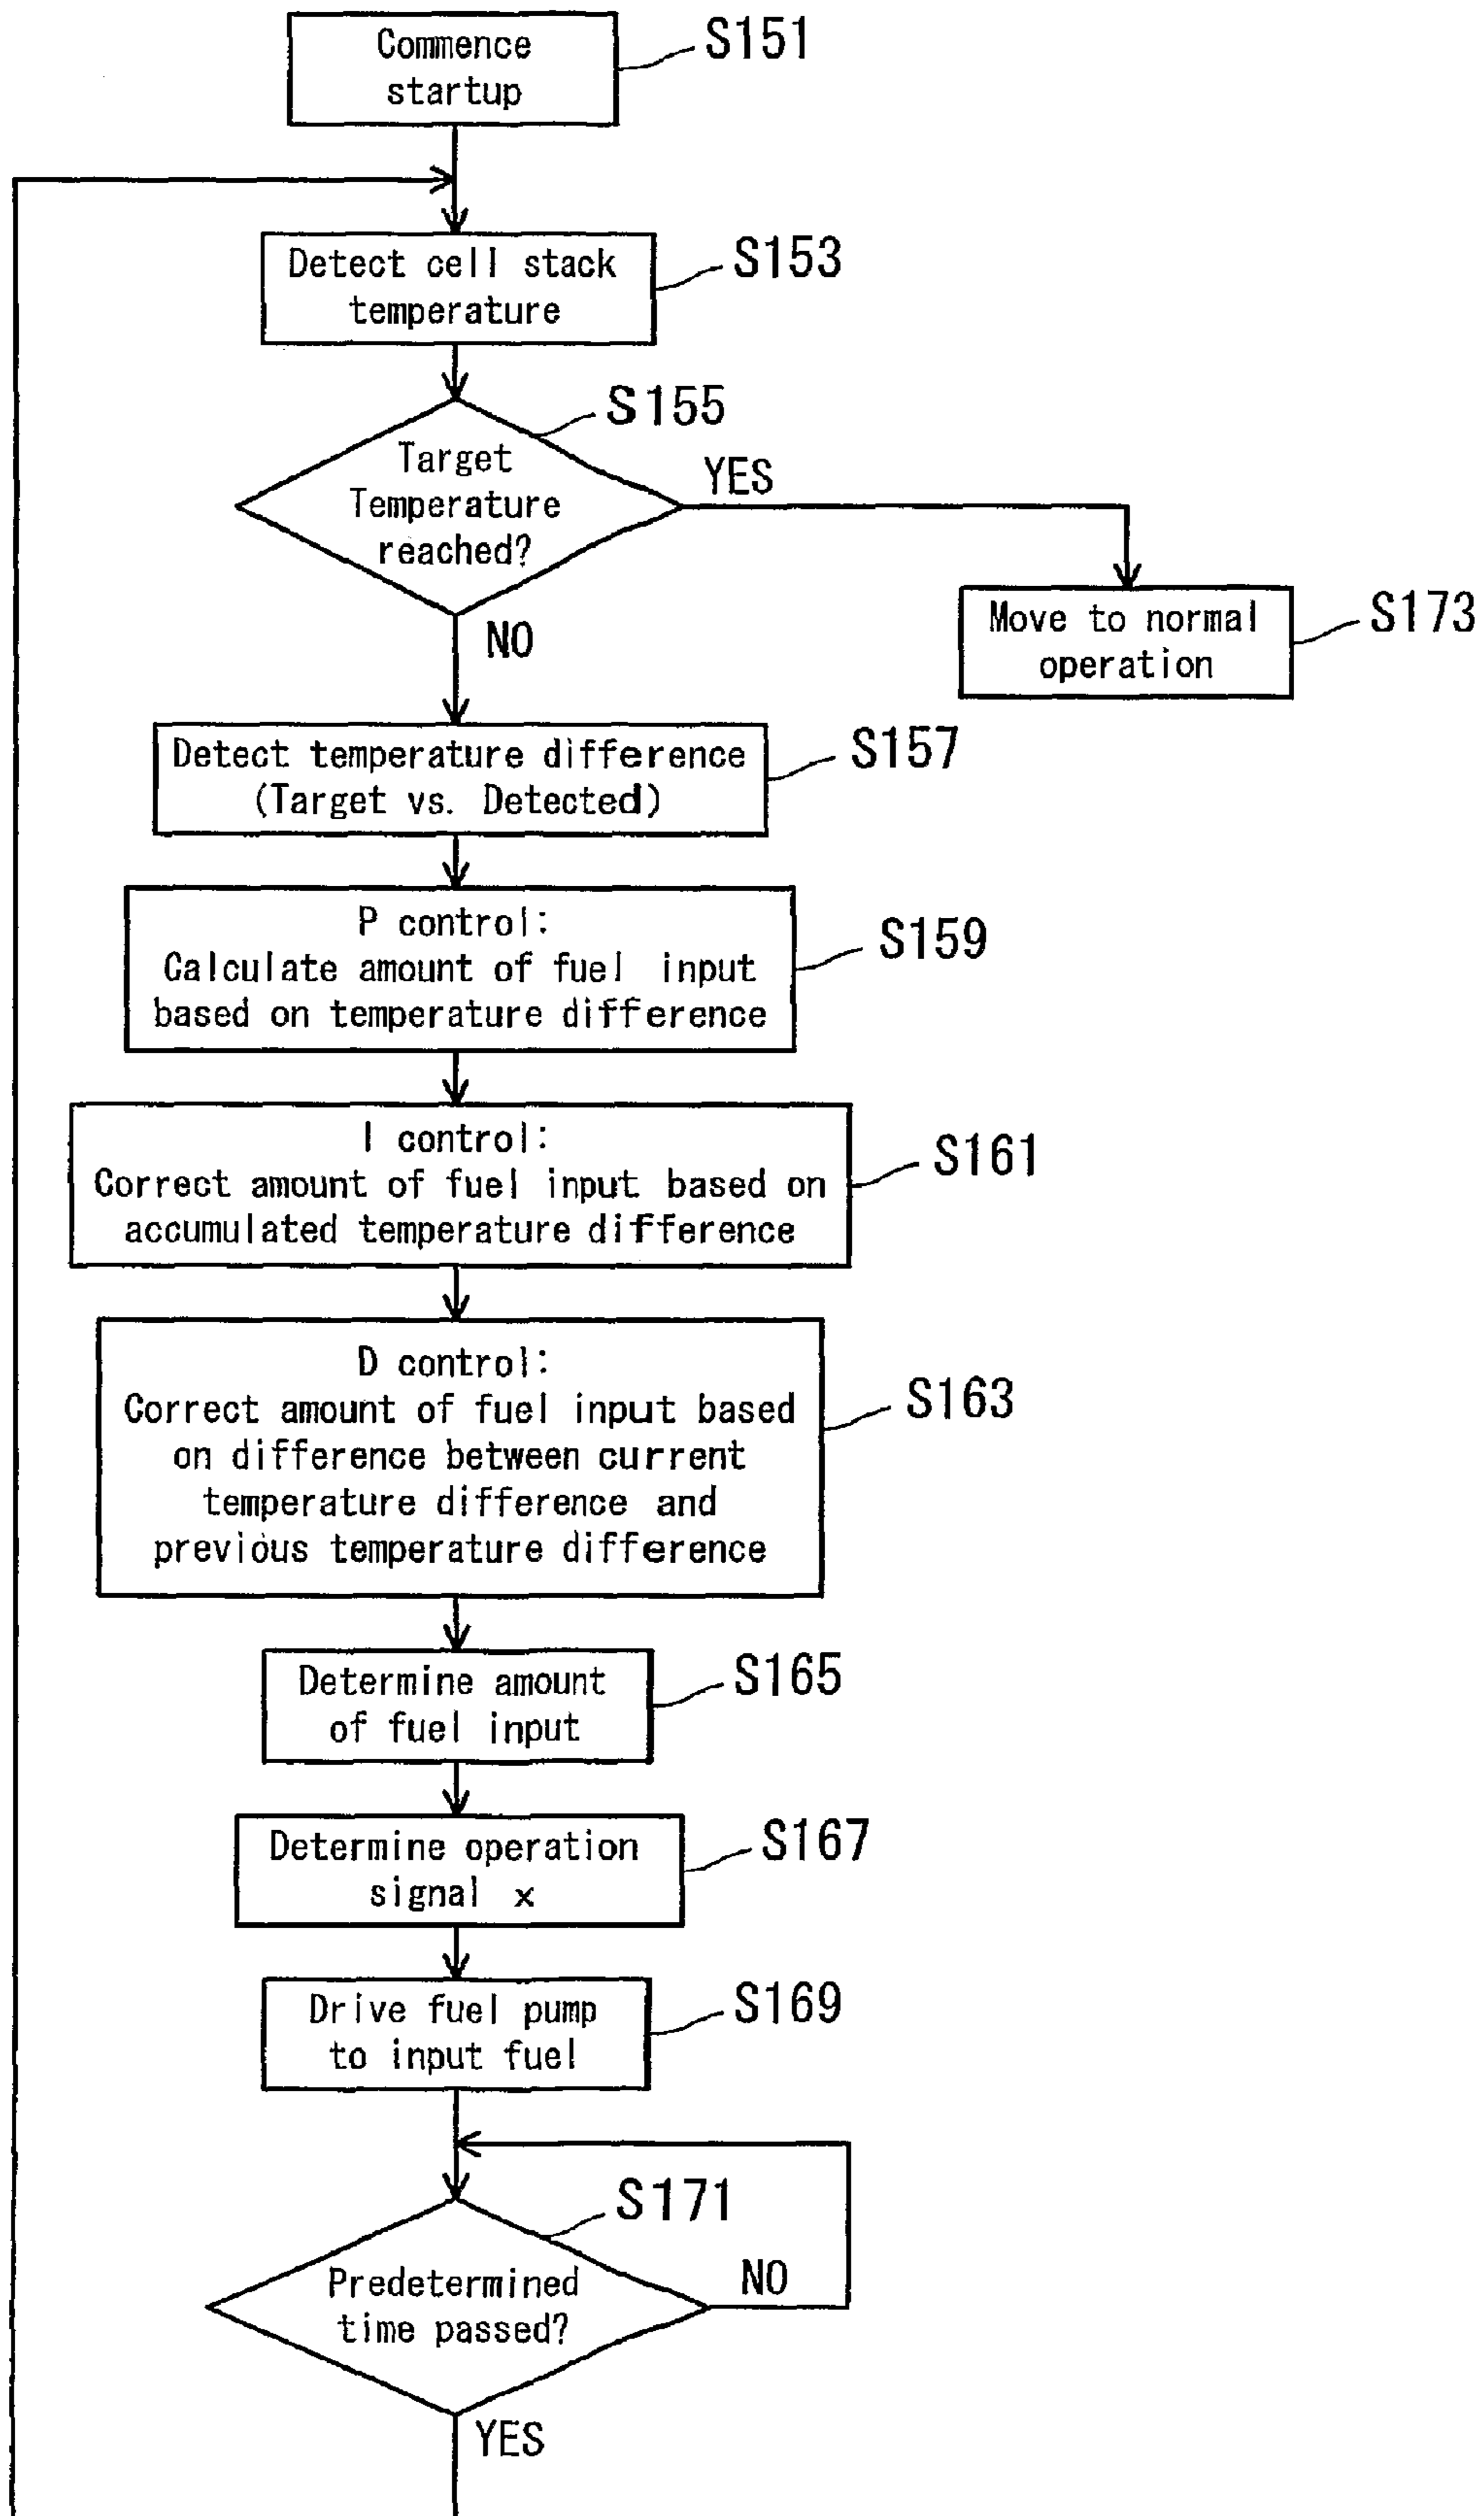 Commence
startup
S151
Detect cell stack
temperature
S153
S155
Target
Temperature
reached?
YES
NO
Move to normal
operation
S173
Detect temperature difference
(Target vs. Detected)
S157
P control:
Calculate amount of fuel input
based on temperature difference
S159
I control:
Correct amount of fuel input based on
accumulated temperature difference
S161
D control:
Correct amount of fuel input based
on difference between current
temperature difference and
previous temperature difference
S163
Determine amount
of fuel input
S165
Determine operation
signal x
S167
Drive fuel pump
to input fuel
S169
S171
Predetermined
time passed?
NO
YES